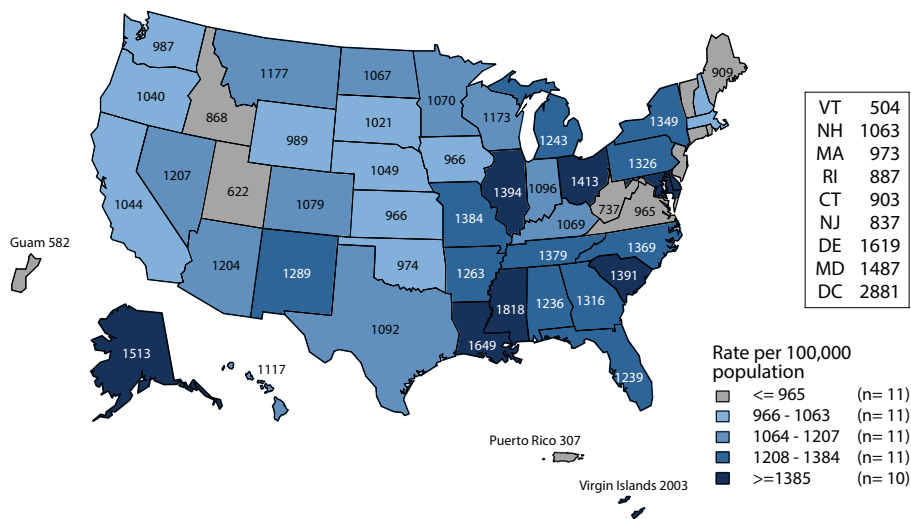 987
1177
1067
1070
909
1040
868
1173
1349
989
1021
1243
966
1326
1207
1049
1394
1096
1413
622
1079
1044
966
1384
1069
737
965
1204
1289
974
1263
1379
1369
1391
1092
1818
1236
1316
1649
1239
Guam 582
1513
1117
Puerto Rico 307
Virgin Islands 2003
VT 504
NH 1063
MA 973
RI 887
CT 903
NJ 837
DE 1619
MD 1487
DC 2881
Rate per 100,000
population
<= 965 (n= 11)
966 - 1063 (n= 11)
1064 - 1207 (n= 11)
1208 - 1384 (n= 11)
>=1385 (n= 10)